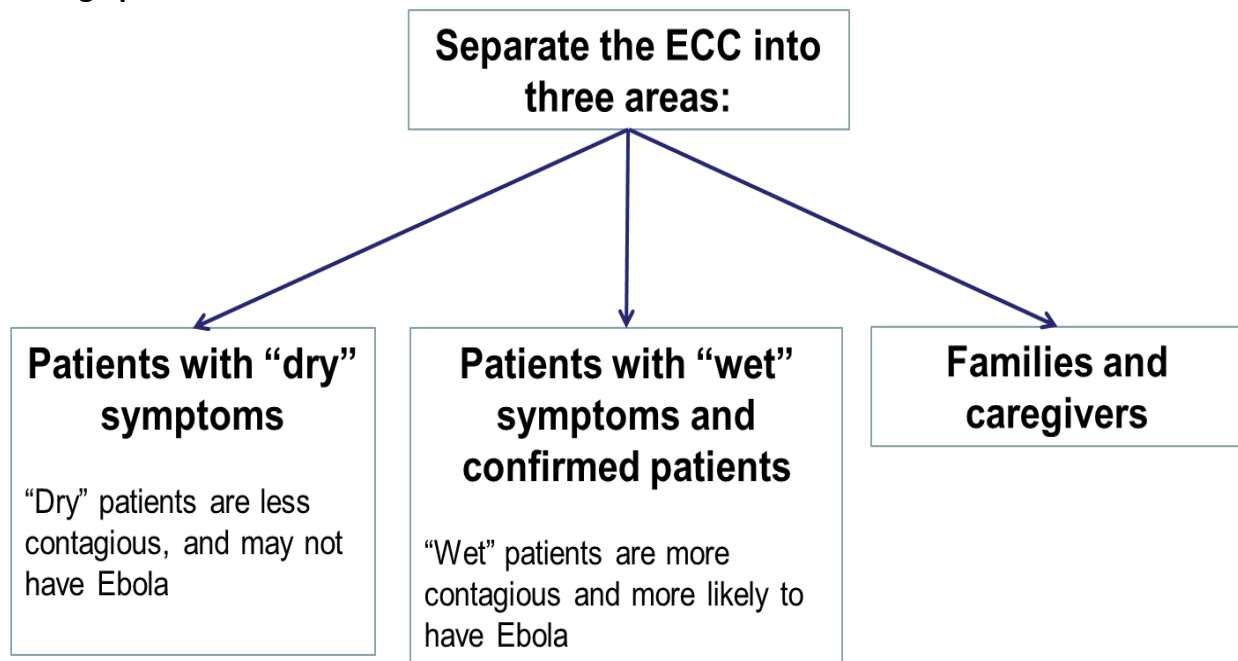 Separate the ECC into
three areas:
Patients with “dry”
symptoms
“Dry” patients are less
contagious, and may not
have Ebola
Patients with “wet”
symptoms and
confirmed patients
“Wet” patients are more
contagious and more likely to
have Ebola
Families and
caregivers